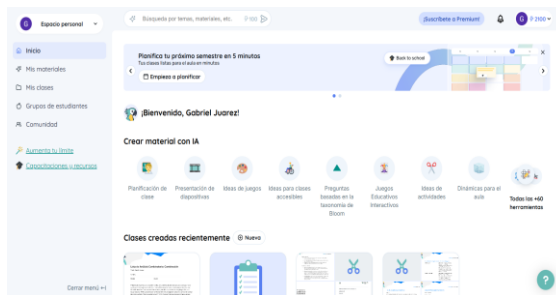 G Espacio personal
Búsqueda por temas, materiales, etc.
¡Suscríbete a Premium!
G
2100
Inicio
Mis materiales
Mis clases
Grupos de estudiantes
Comunidad
Aumenta tu límite
Capacitaciones y recursos
Cerrar menú
Planifica tu próximo semestre en 5 minutos
Tus clases listas para el aula en minutos
Empieza a planificar
Back to school
¡Bienvenido, Gabriel Juarez!
Crear material con IA
Planificación de clase
Presentación de diapositivas
Ideas de juegos
Ideas para clases accesibles
Preguntas basadas en la taxonomía de Bloom
Juegos Educativos Interactivos
Ideas de actividades
Dinámicas para el aula
Todas las +60 herramientas
Clases creadas recientemente
Nueva
?